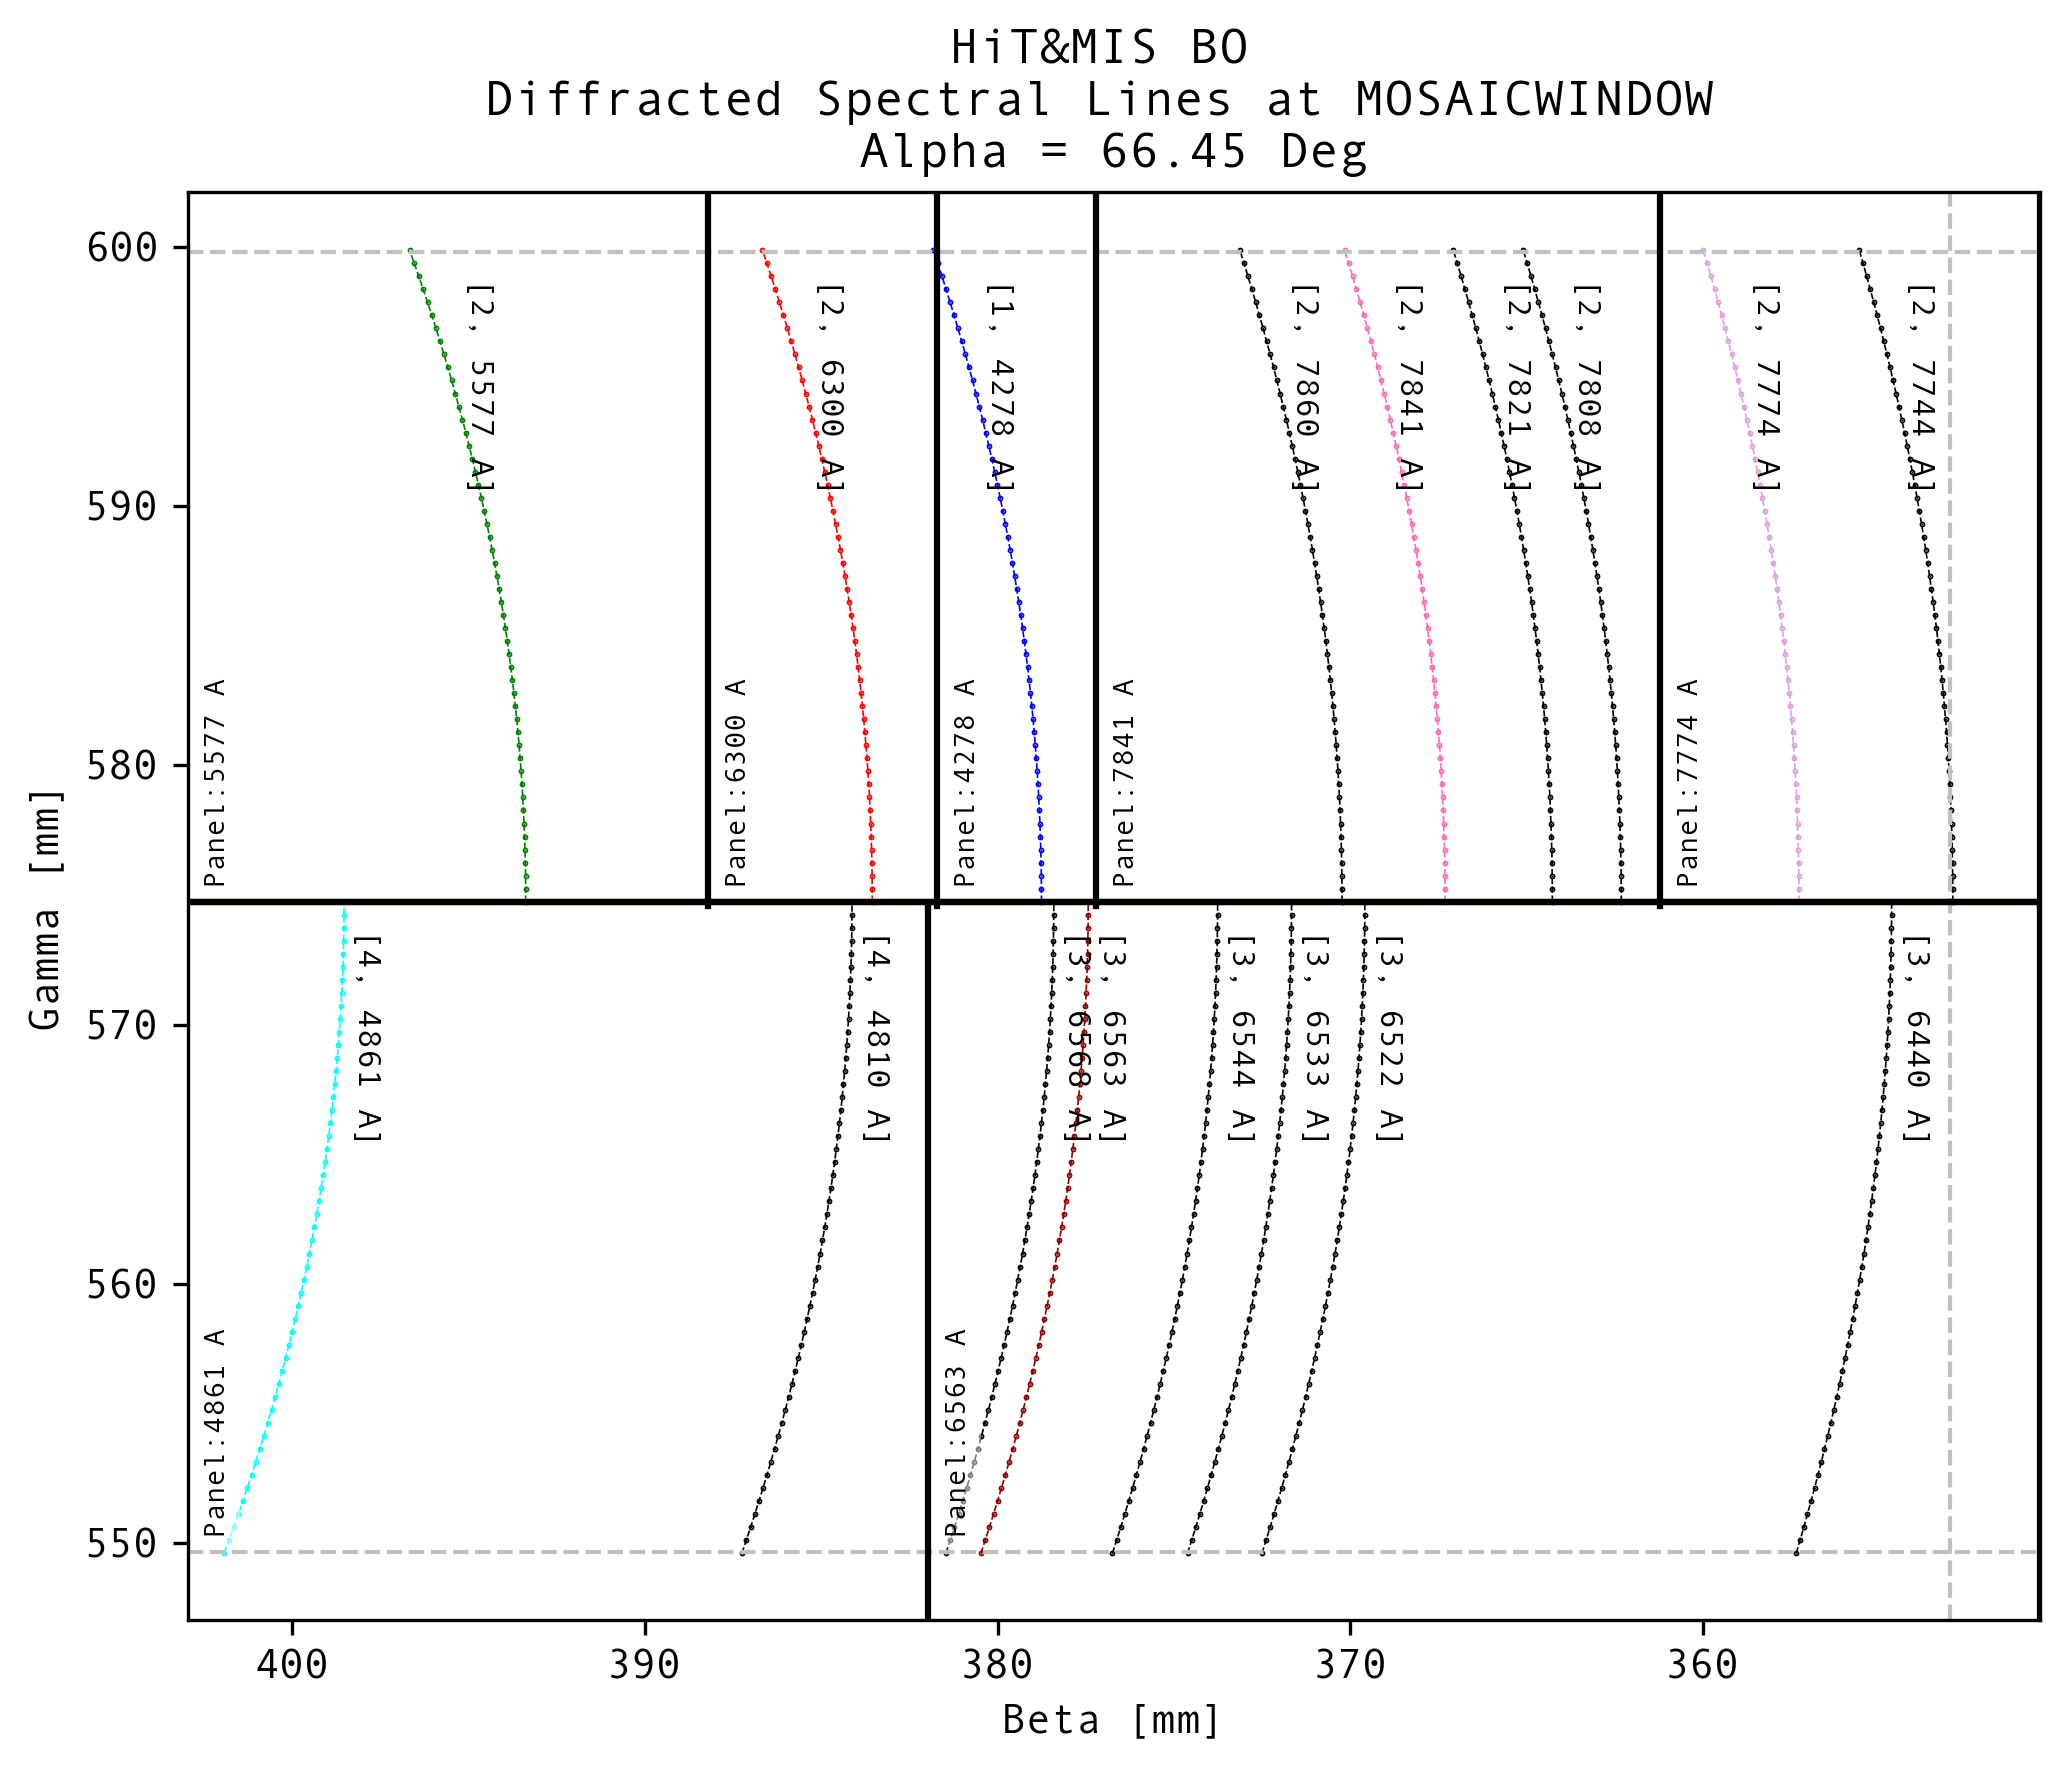 HiT&MIS BO
Diffracted Spectral Lines at MOSAICWINDOW
Alpha = 66.45 Deg
Gamma [mm]
600
590
580
570
560
550
[2, 5577 A]
[2, 6300 A]
[1, 4278 A]
[2, 7860 A]
[2, 7841 A]
[2, 7821 A]
[2, 7808 A]
[2, 7774 A]
[2, 7744 A]
Panel:5577 A
Panel:6300 A
Panel:4278 A
Panel:7841 A
Panel:7774 A
[4, 4861 A]
[4, 4810 A]
[3, 6568 A]
[3, 6563 A]
[3, 6544 A]
[3, 6533 A]
[3, 6522 A]
[3, 6440 A]
Panel:4861 A
Panel:6563 A
400
390
380
370
360
Beta [mm]